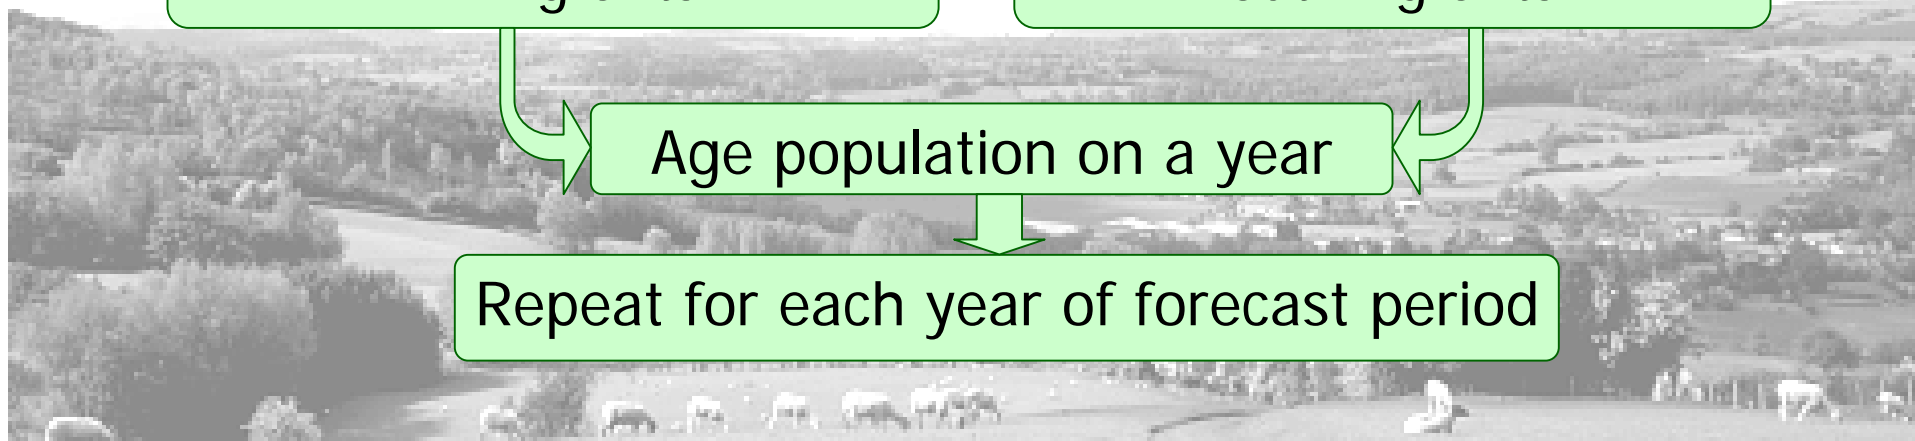 Age population on a year
Repeat for each year of forecast period